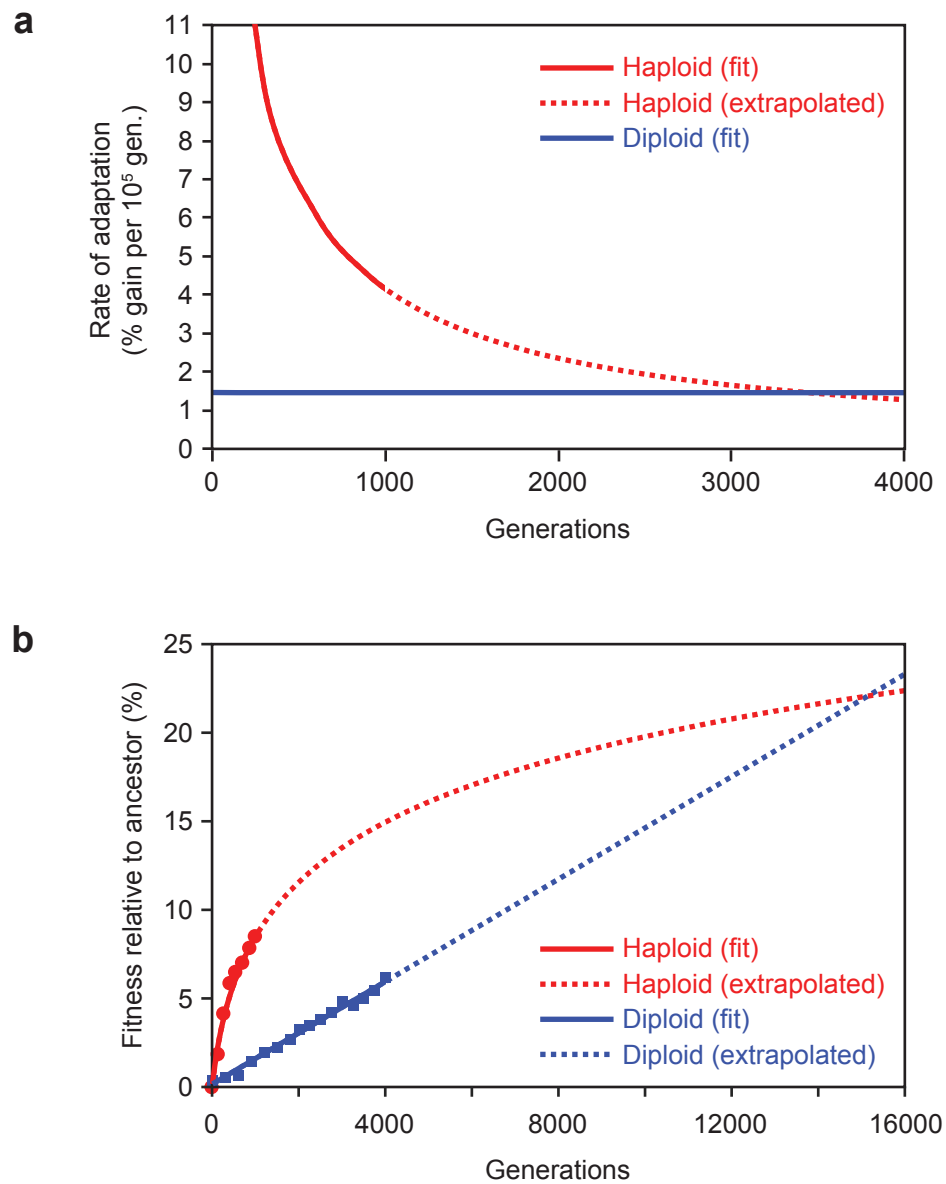 a
11
10
9
8
7
6
5
4
3
2
1
0
Rate of adaptation
(% gain per 10⁵ gen.)
Haploid (fit)
Haploid (extrapolated)
Diploid (fit)
0 1000 2000 3000 4000
Generations
b
25
20
15
10
5
0
Fitness relative to ancestor (%)
Haploid (fit)
Haploid (extrapolated)
Diploid (fit)
Diploid (extrapolated)
0 4000 8000 12000 16000
Generations